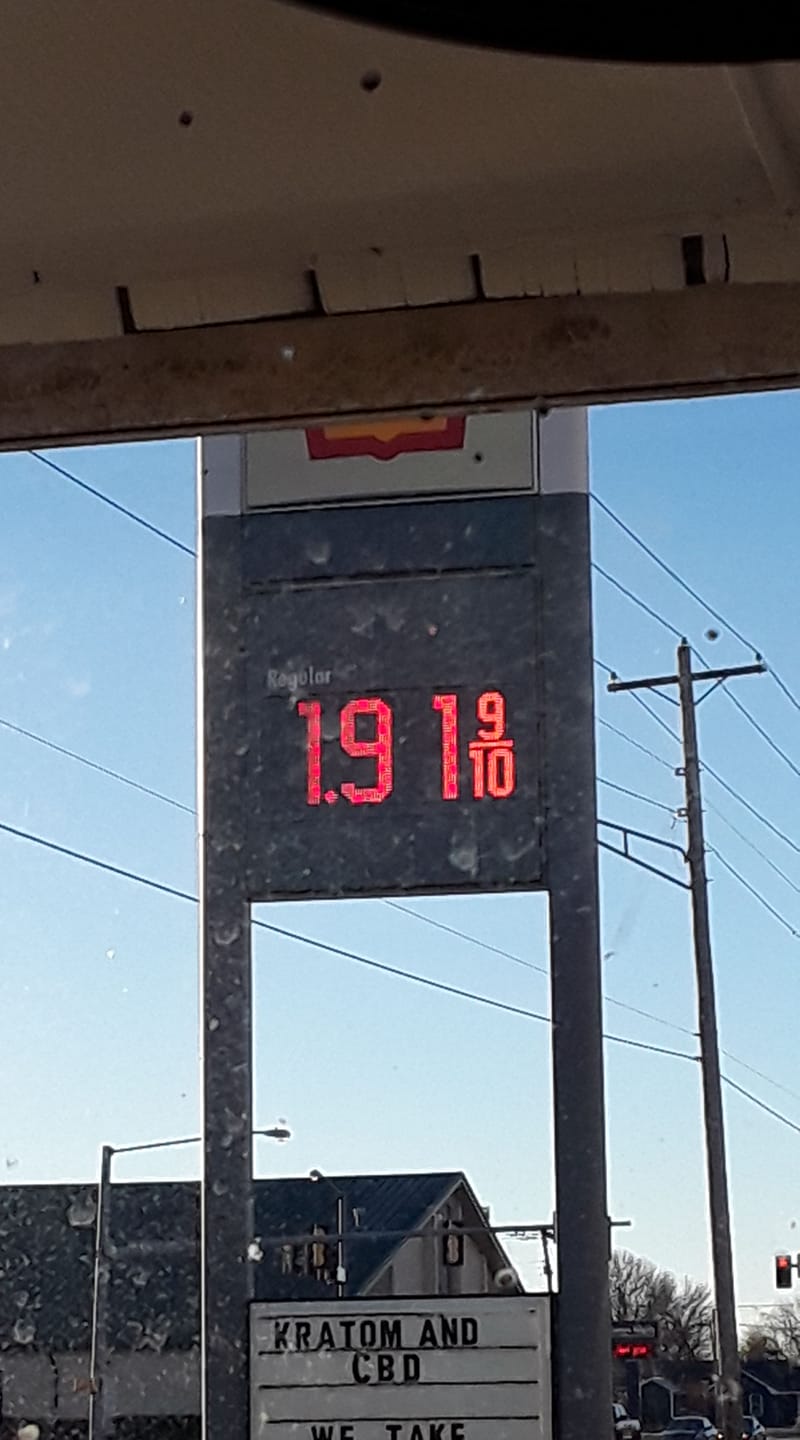 Regular
1.91 9/10
KRATOM AND
CBD
WE TAKE